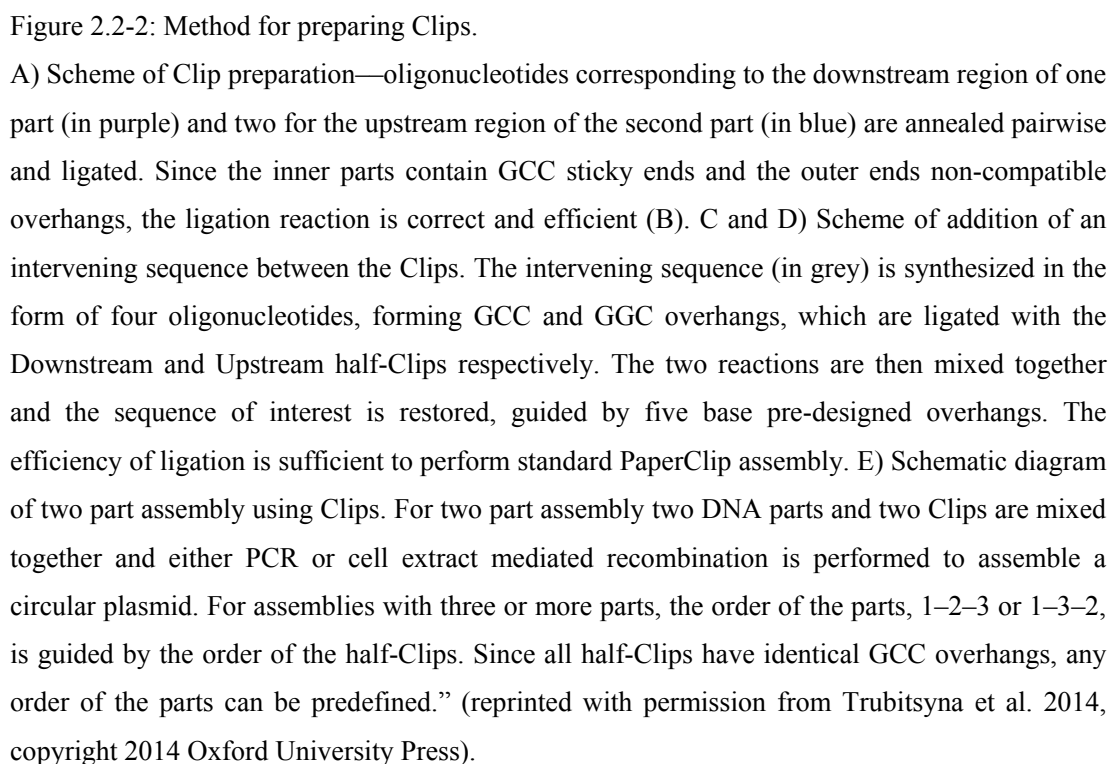 Figure 2.2-2: Method for preparing Clips.
A) Scheme of Clip preparation—oligonucleotides corresponding to the downstream region of one
part (in purple) and two for the upstream region of the second part (in blue) are annealed pairwise
and ligated. Since the inner parts contain GCC sticky ends and the outer ends non-compatible
overhangs, the ligation reaction is correct and efficient (B). C and D) Scheme of addition of an
intervening sequence between the Clips. The intervening sequence (in grey) is synthesized in the
form of four oligonucleotides, forming GCC and GGC overhangs, which are ligated with the
Downstream and Upstream half-Clips respectively. The two reactions are then mixed together
and the sequence of interest is restored, guided by five base pre-designed overhangs. The
efficiency of ligation is sufficient to perform standard PaperClip assembly. E) Schematic diagram
of two part assembly using Clips. For two part assembly two DNA parts and two Clips are mixed
together and either PCR or cell extract mediated recombination is performed to assemble a
circular plasmid. For assemblies with three or more parts, the order of the parts, 1–2–3 or 1–3–2,
is guided by the order of the half-Clips. Since all half-Clips have identical GCC overhangs, any
order of the parts can be predefined.” (reprinted with permission from Trubitsyna et al. 2014,
copyright 2014 Oxford University Press).